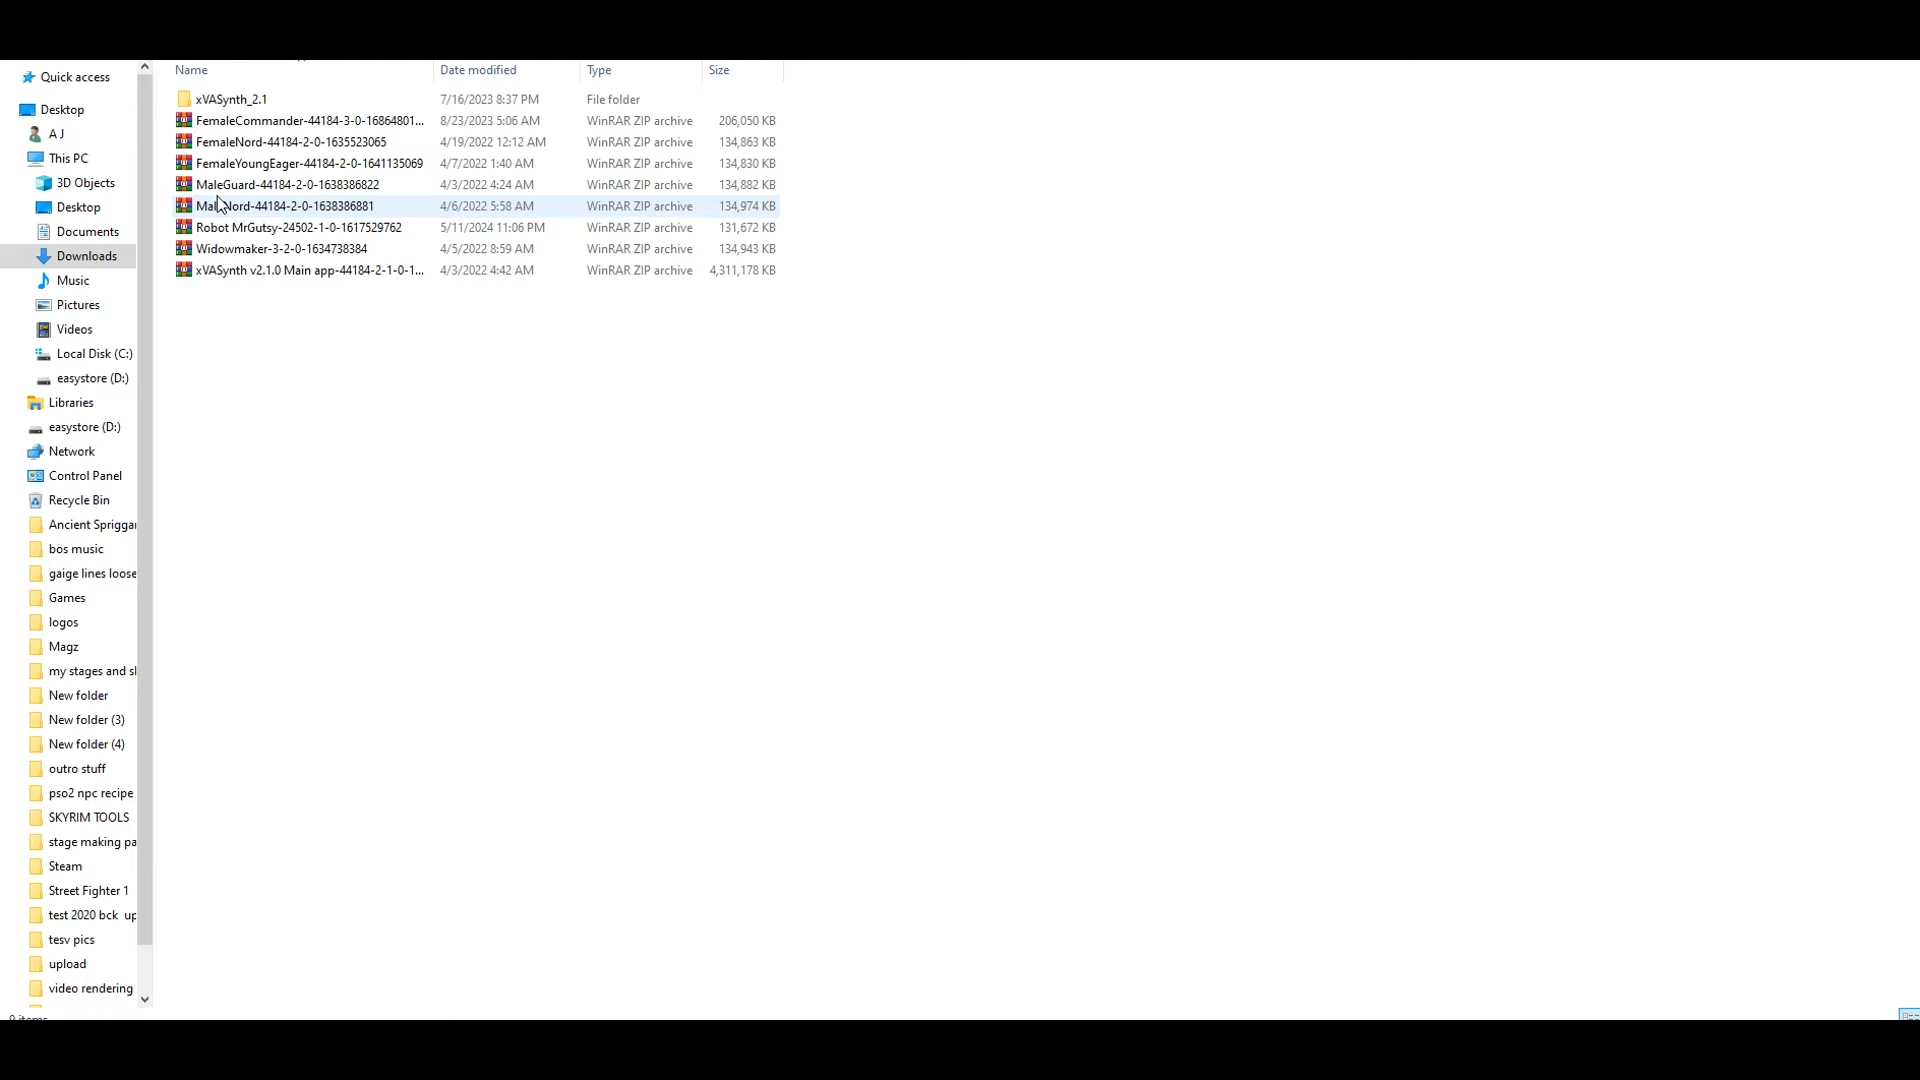 Name Date modified Type Size
Quick access
Desktop
A J
This PC
3D Objects
Desktop
Documents
Downloads
Music
Pictures
Videos
Local Disk (C:)
easystore (D:)
Libraries
easystore (D:)
Network
Control Panel
Recycle Bin
Ancient Spriggan
bos music
gaige lines loose
Games
logos
Magz
my stages and sl
New folder
New folder (3)
New folder (4)
outro stuff
pso2 npc recipe
SKYRIM TOOLS
stage making pa
Steam
Street Fighter 1
test 2020 bck up
tesv pics
upload
video rendering
xVASynth_2.1 7/16/2023 8:37 PM File folder
FemaleCommander-44184-3-0-16864801... 8/23/2023 5:06 AM WinRAR ZIP archive 206,050 KB
FemaleNord-44184-2-0-1635523065 4/19/2022 12:12 AM WinRAR ZIP archive 134,863 KB
FemaleYoungEager-44184-2-0-1641135069 4/7/2022 1:40 AM WinRAR ZIP archive 134,830 KB
MaleGuard-44184-2-0-1638386822 4/3/2022 4:24 AM WinRAR ZIP archive 134,882 KB
MaleNord-44184-2-0-1638386881 4/6/2022 5:58 AM WinRAR ZIP archive 134,974 KB
Robot MrGutsy-24502-1-0-1617529762 5/11/2024 11:06 PM WinRAR ZIP archive 131,672 KB
Widowmaker-3-2-0-1634738384 4/5/2022 8:59 AM WinRAR ZIP archive 134,943 KB
xVASynth v2.1.0 Main app-44184-2-1-0-1... 4/3/2022 4:42 AM WinRAR ZIP archive 4,311,178 KB
9 items